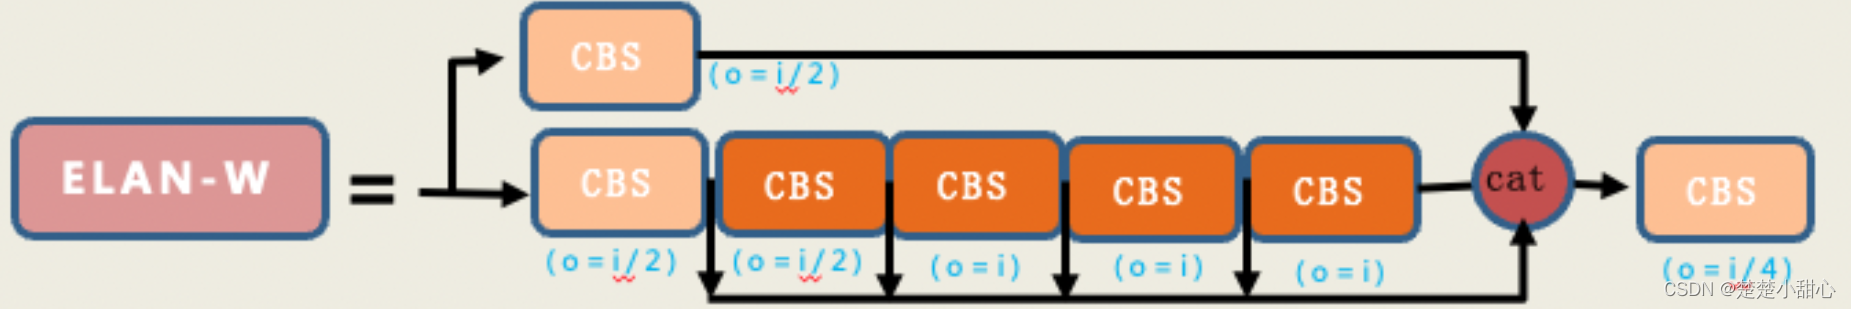 CBS
(o=i/2)
ELAN-W
=
CBS
CBS
CBS
CBS
CBS
cat
CBS
(o=i/2)
(o=i/2)
(o=i)
(o=i)
(o=i)
(o=i/4)
CSDN @楚楚小甜心